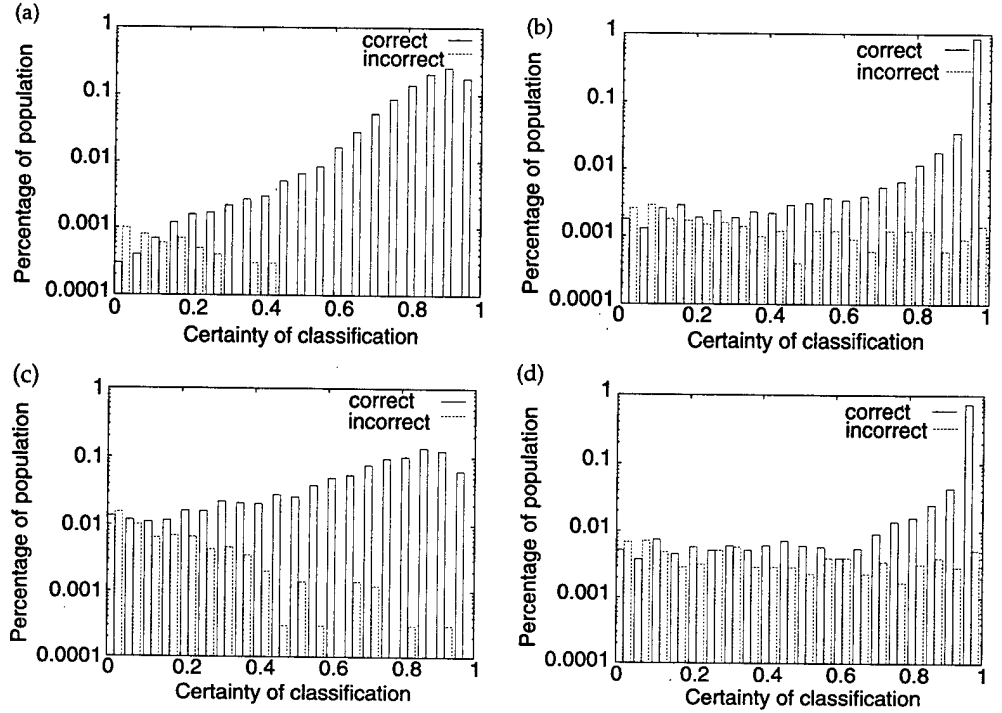 (a)
Percentage of population
1
0.1
0.01
0.001
0.0001
correct
incorrect
0
0.2
0.4
0.6
0.8
1
Certainty of classification
(b)
Percentage of population
1
0.1
0.01
0.001
0.0001
correct
incorrect
0
0.2
0.4
0.6
0.8
1
Certainty of classification
(c)
Percentage of population
1
0.1
0.01
0.001
0.0001
correct
incorrect
0
0.2
0.4
0.6
0.8
1
Certainty of classification
(d)
Percentage of population
1
0.1
0.01
0.001
0.0001
correct
incorrect
0
0.2
0.4
0.6
0.8
1
Certainty of classification